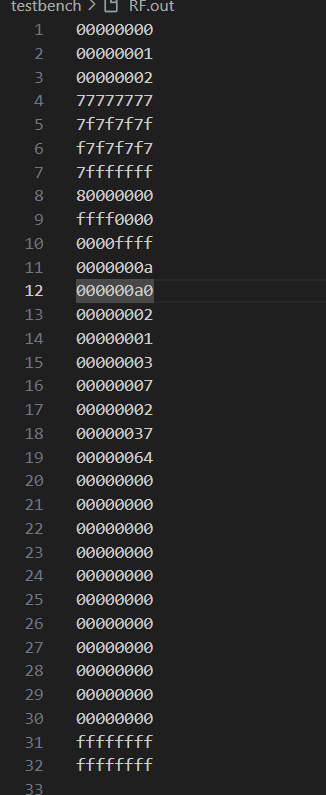 testbench > RF.out
1 00000000
2 00000001
3 00000002
4 77777777
5 7f7f7f7f
6 f7f7f7f7
7 7fffffff
8 80000000
9 ffff0000
10 0000ffff
11 0000000a
12 000000a0
13 00000002
14 00000001
15 00000003
16 00000007
17 00000002
18 00000037
19 00000064
20 00000000
21 00000000
22 00000000
23 00000000
24 00000000
25 00000000
26 00000000
27 00000000
28 00000000
29 00000000
30 00000000
31 ffffffff
32 ffffffff
33